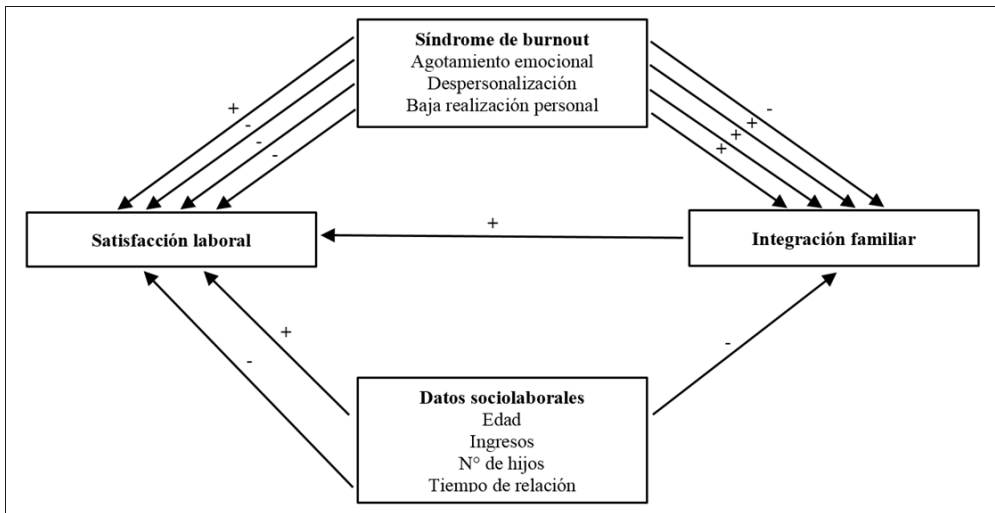 Síndrome de burnout
Agotamiento emocional
Despersonalización
Baja realización personal
+
-
-
-
-
+
+
+
Satisfacción laboral
+
Integración familiar
+
-
-
Datos sociolaborales
Edad
Ingresos
N° de hijos
Tiempo de relación